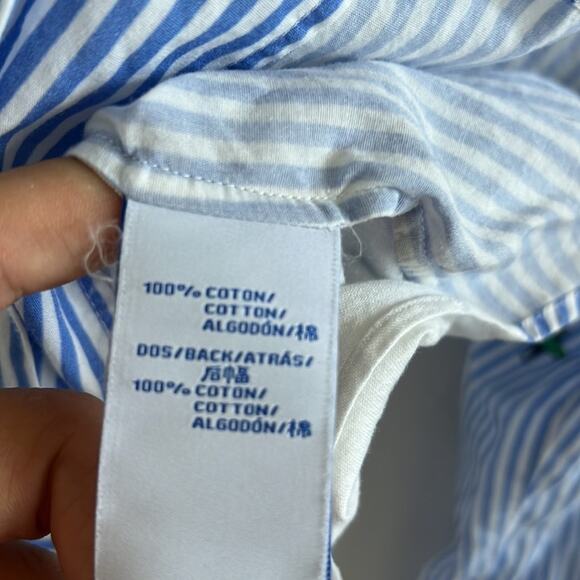 100% COTON/
COTTON/
ALGODÓN/棉
DOS/BACK/ATRÁS/
后幅
100% COTON/
COTTON/
ALGODÓN/棉